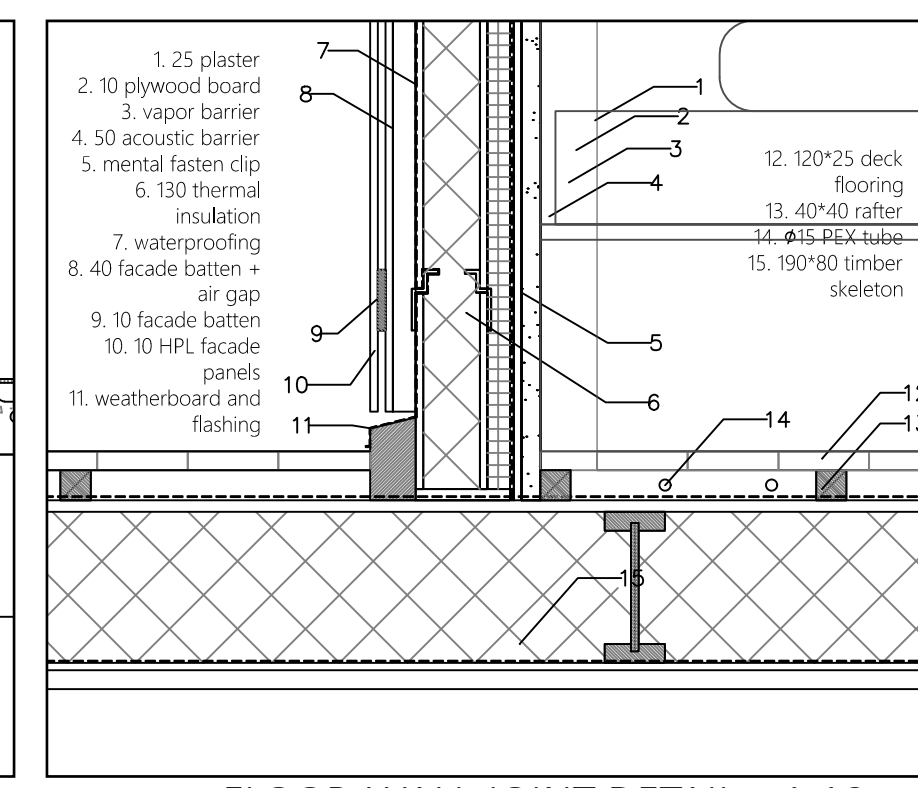 1. 25 plaster
2. 10 plywood board
3. vapor barrier
4. 50 acoustic barrier
5. mental fasten clip
6. 130 thermal
insulation
7. waterproofing
8. 40 facade batten +
air gap
9. 10 facade batten
10. 10 HPL facade
panels
11. weatherboard and
flashing
7
8
9
10
11
1
2
3
4
12. 120*25 deck
flooring
13. 40*40 rafter
14. ϕ15 PEX tube
15. 190*80 timber
skeleton
5
6
14
12
13
15